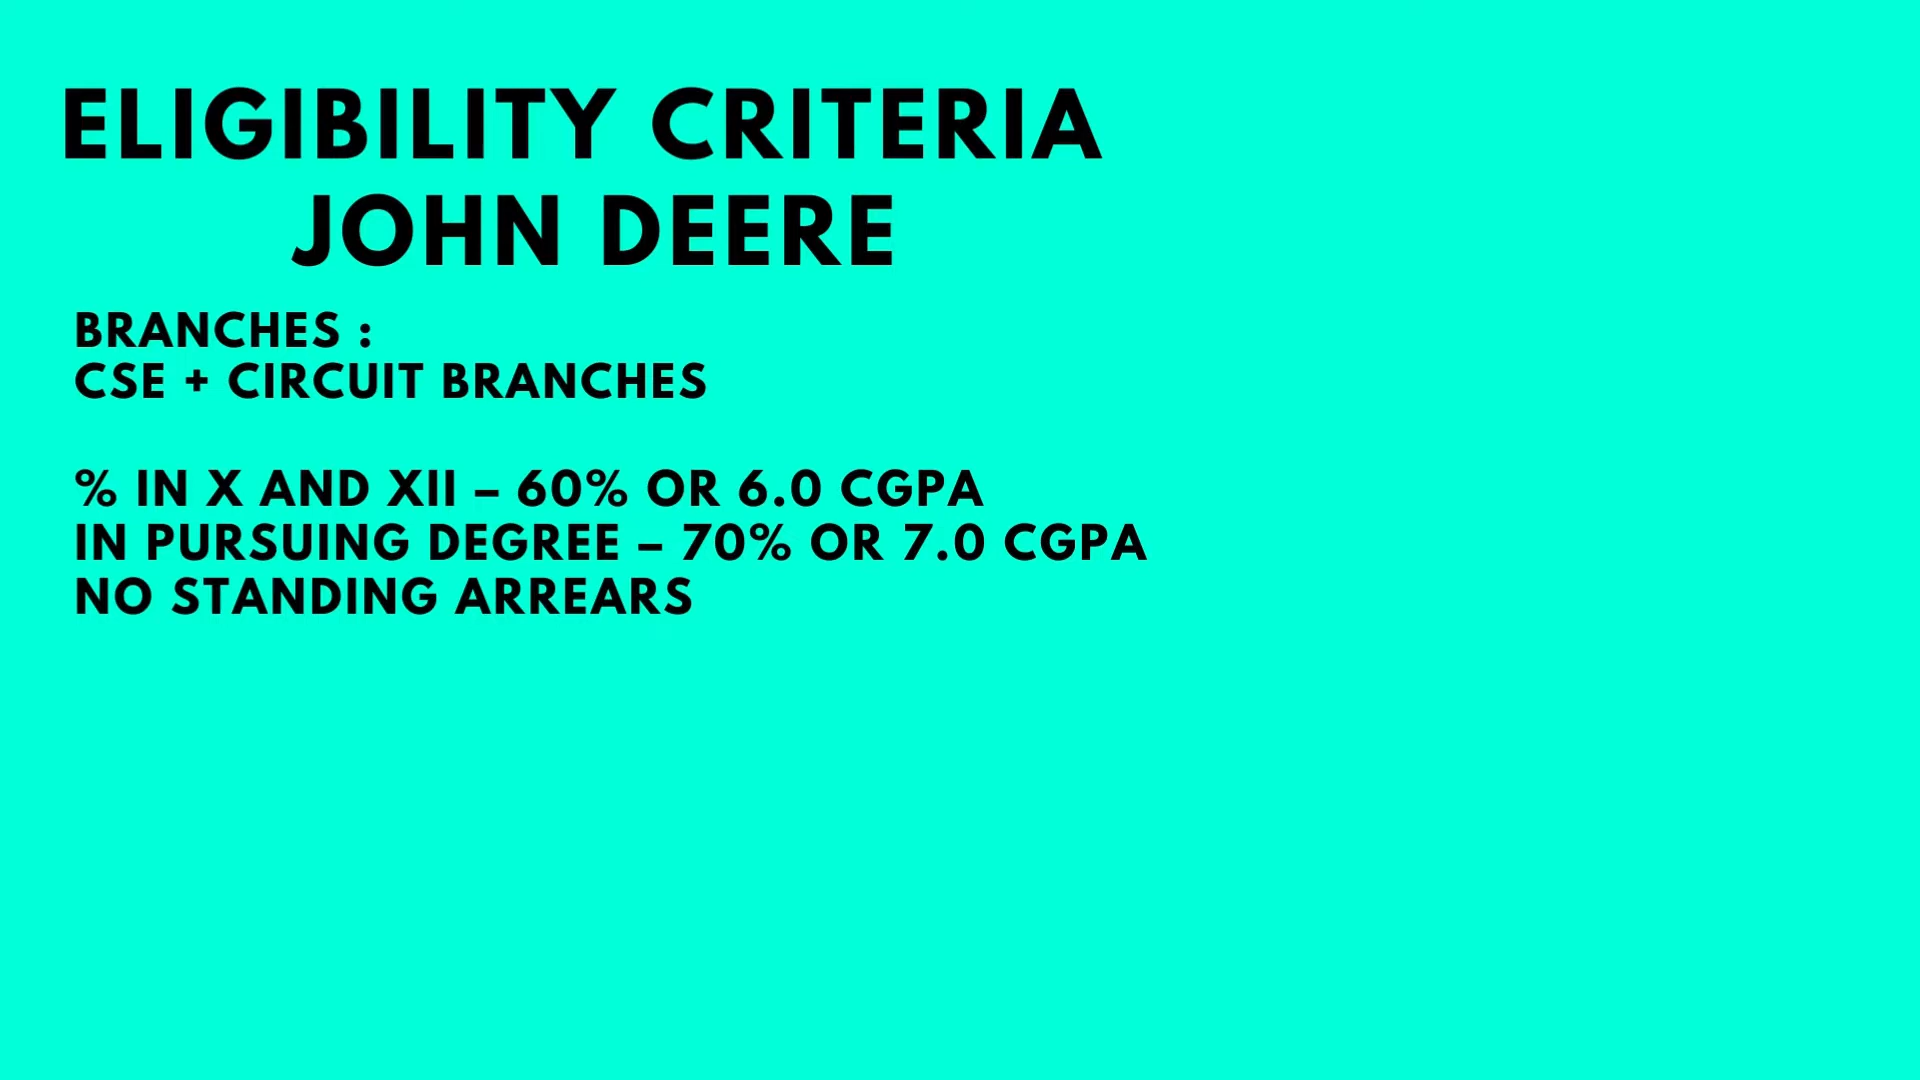 ELIGIBILITY CRITERIA
JOHN DEERE
BRANCHES :
CSE + CIRCUIT BRANCHES
% IN X AND XII – 60% OR 6.0 CGPA
IN PURSUING DEGREE – 70% OR 7.0 CGPA
NO STANDING ARREARS